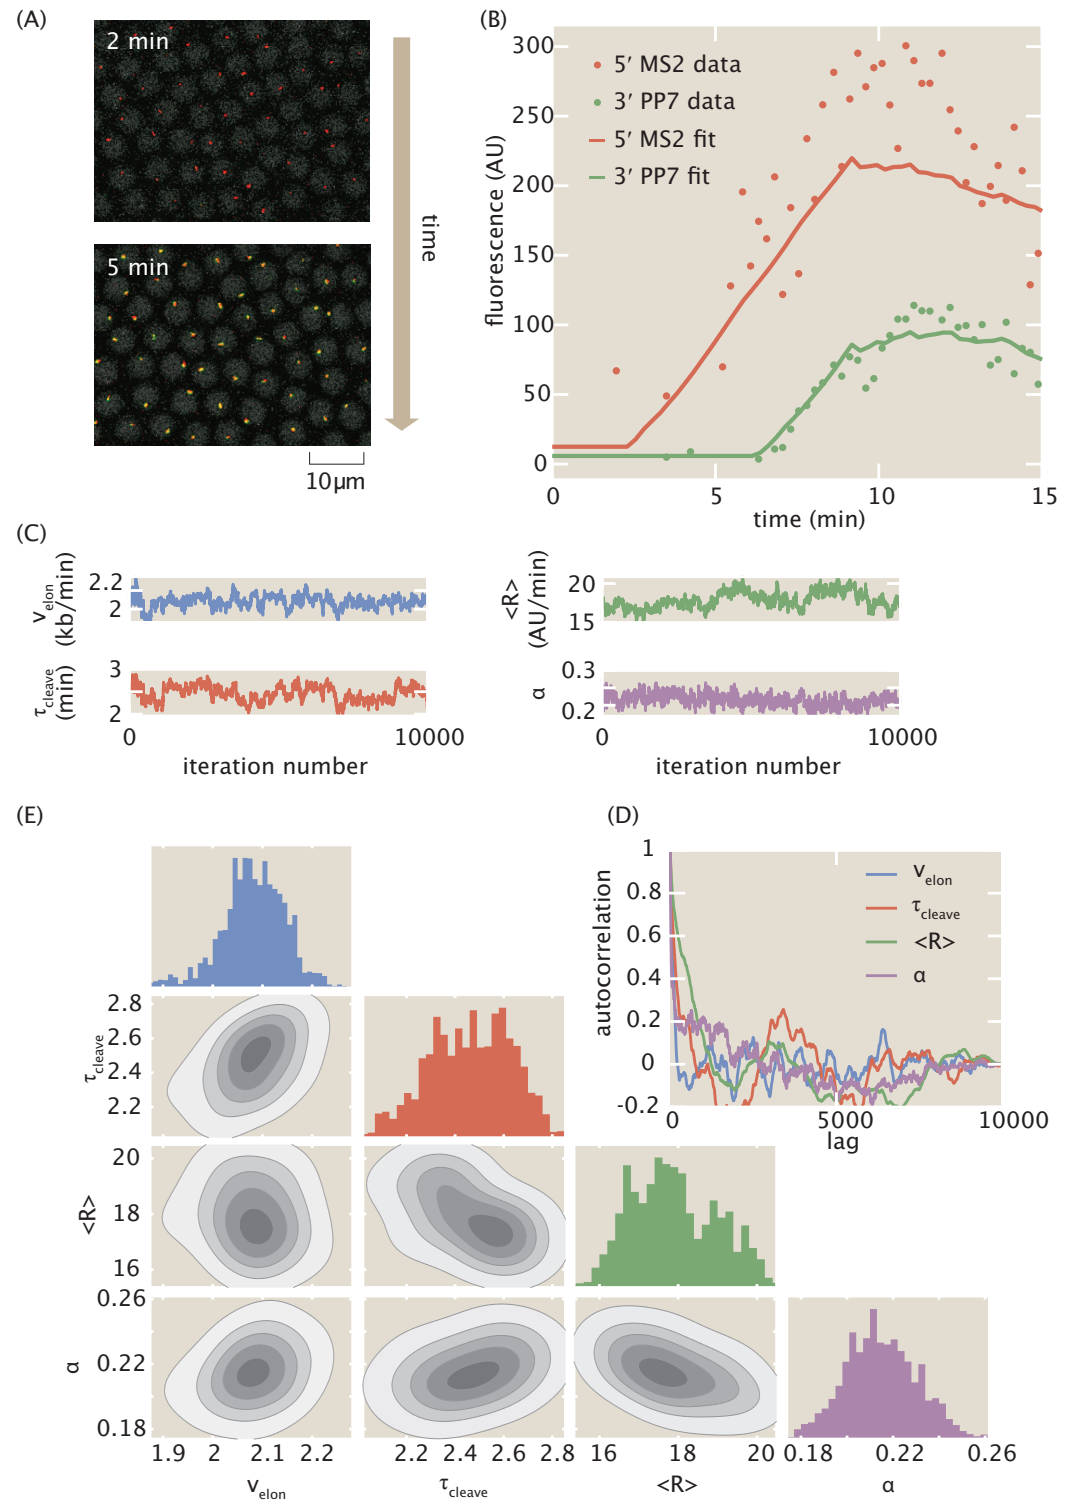 (A)
2 min
5 min
time
10 μm
(B)
fluorescence (AU)
300
200
150
100
50
0
5′ MS2 data
3′ PP7 data
5′ MS2 fit
3′ PP7 fit
0 5 10 15
time (min)
(C)
v_elon
(kb/min)
2.2
2
τ_cleave
(min)
3
2
0 10000
iteration number
<R>
(AU/min)
20
15
α
0.3
0.2
0 10000
iteration number
(E)
(D)
autocorrelation
1
0.8
0.6
0.4
0.2
0
-0.2
v_elon
τ_cleave
<R>
α
0 5000 10000
lag
τ_cleave
2.8
2.6
2.4
2.2
<R>
20
18
16
α
0.26
0.22
0.18
1.9 2 2.1 2.2
2.2 2.4 2.6 2.8
16 18 20
0.18 0.22 0.26
v_elon
τ_cleave
<R>
α